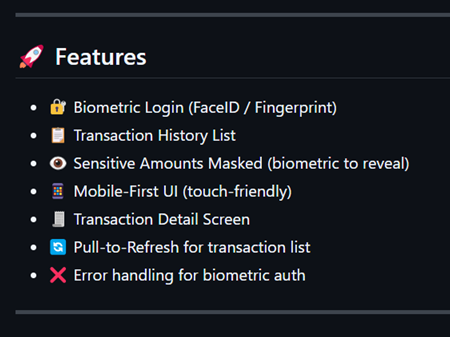 🚀 Features
🔐 Biometric Login (FaceID / Fingerprint)
📋 Transaction History List
👁️ Sensitive Amounts Masked (biometric to reveal)
📱 Mobile-First UI (touch-friendly)
🧾 Transaction Detail Screen
🔄 Pull-to-Refresh for transaction list
❌ Error handling for biometric auth